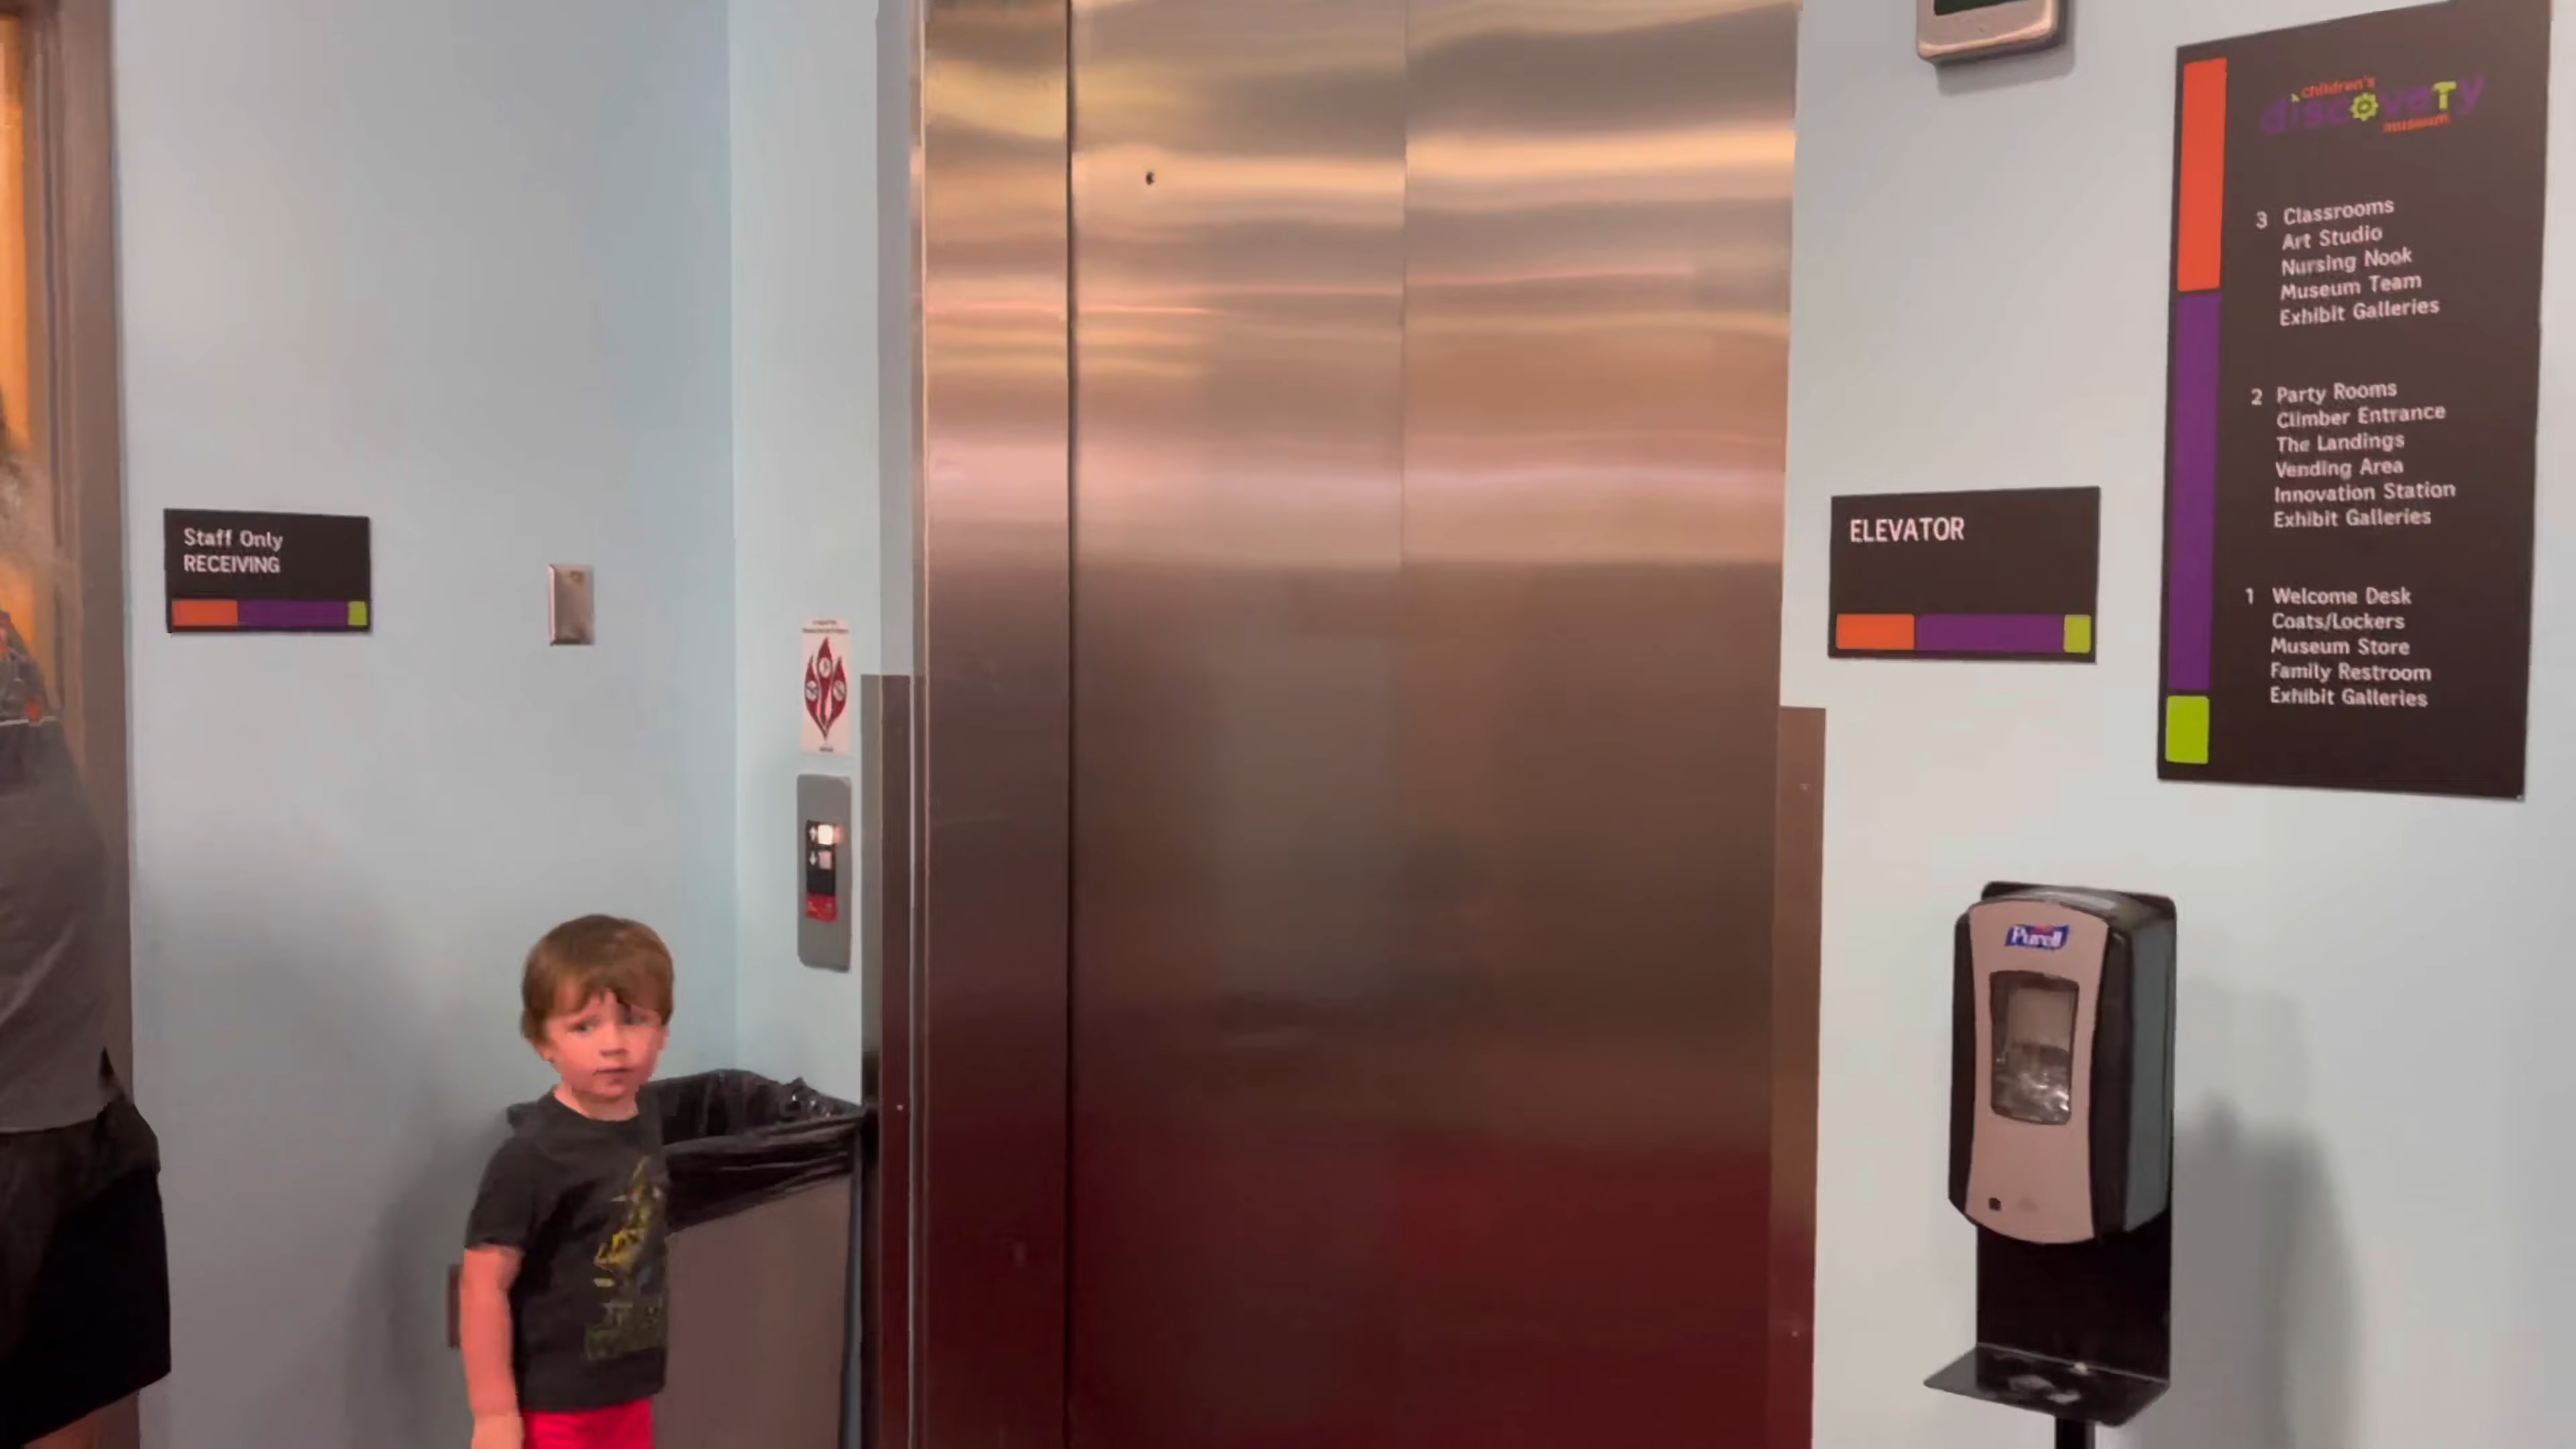 Staff Only
RECEIVING
ELEVATOR
children's
discovery
museum
3 Classrooms
Art Studio
Nursing Nook
Museum Team
Exhibit Galleries
2 Party Rooms
Climber Entrance
The Landings
Vending Area
Innovation Station
Exhibit Galleries
1 Welcome Desk
Coats/Lockers
Museum Store
Family Restroom
Exhibit Galleries
Purell